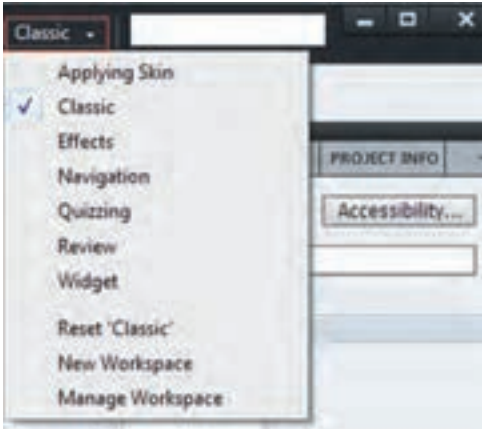 Classic
Applying Skin
Classic
Effects
PROJECT INFO
Navigation
Quizzing
Accessibility...
Review
Widget
Reset 'Classic'
New Workspace
Manage Workspace